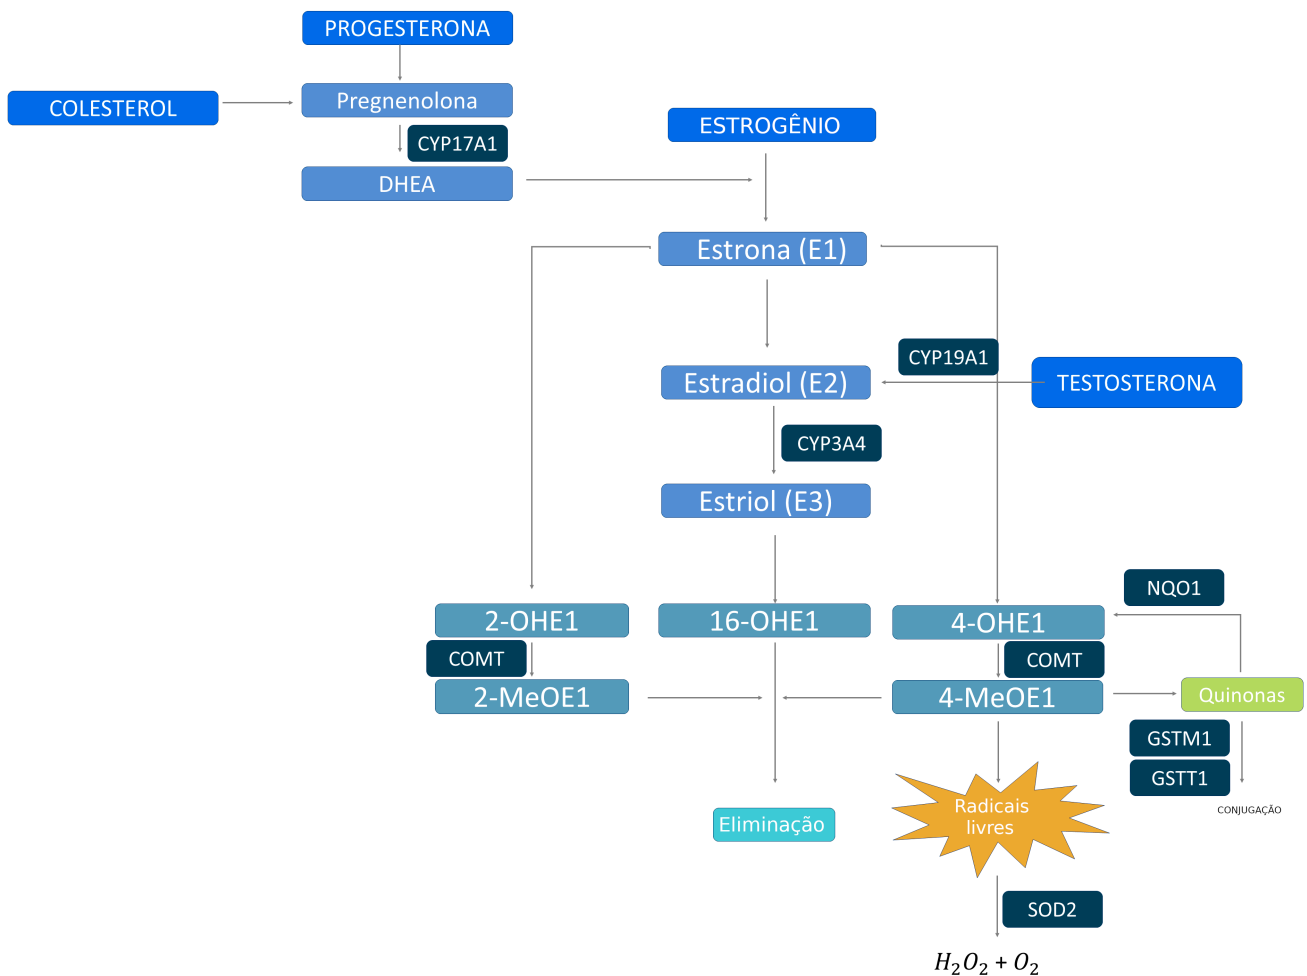 PROGESTERONA
COLESTEROL
Pregnenolona
ESTROGÊNIO
CYP17A1
DHEA
Estrona (E1)
CYP19A1
Estradiol (E2)
TESTOSTERONA
CYP3A4
Estriol (E3)
NQO1
2-OHE1
16-OHE1
4-OHE1
COMT
COMT
2-MeOE1
4-MeOE1
Quinonas
GSTM1
GSTT1
Radicais
livres
CONJUGAÇÃO
Eliminação
SOD2
H₂O₂ + O₂